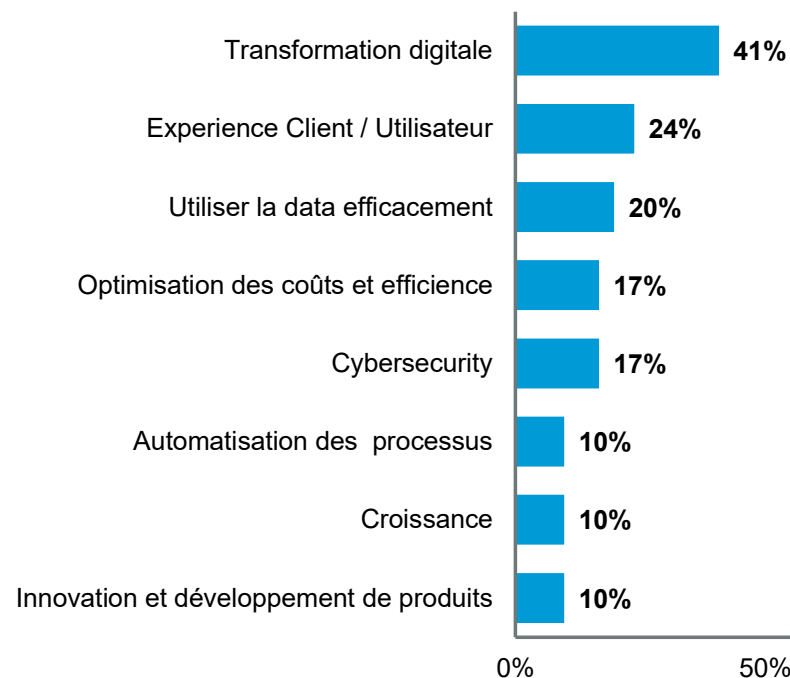 Transformation digitale 41%
Experience Client / Utilisateur 24%
Utiliser la data efficacement 20%
Optimisation des coûts et efficience 17%
Cybersecurity 17%
Automatisation des  processus 10%
Croissance 10%
Innovation et développement de produits 10%
0% 50%